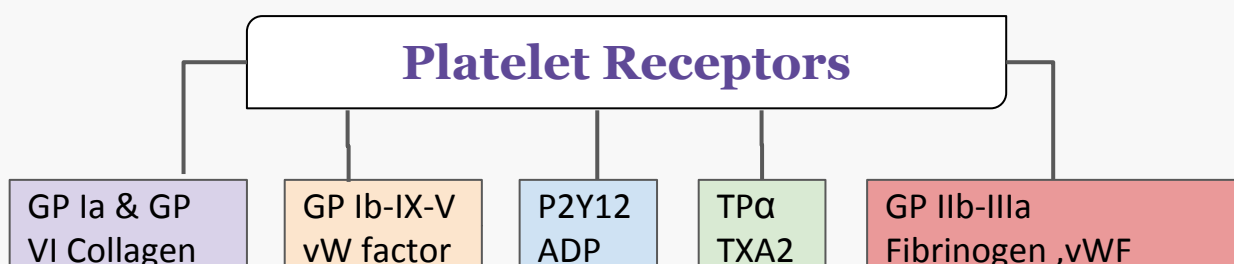 Platelet Receptors
GP Ia & GP
VI Collagen
GP Ib-IX-V
vW factor
P2Y12
ADP
TPα
TXA2
GP IIb-IIIa
Fibrinogen ,vWF